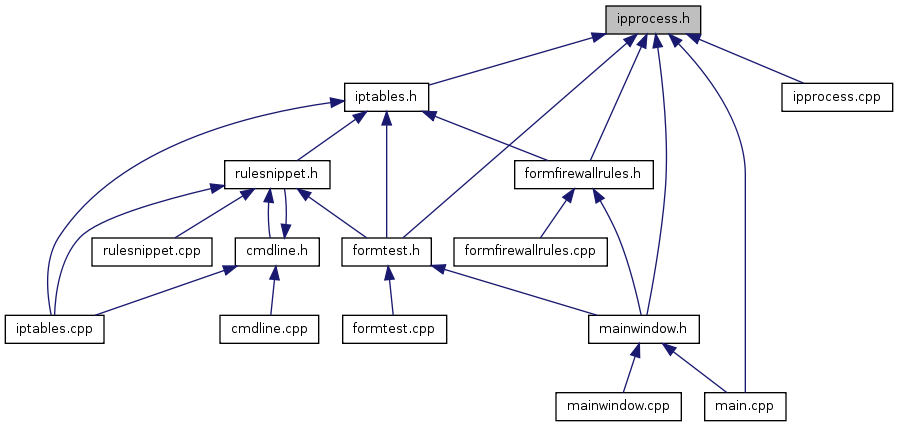 ipprocess.h
iptables.h
ipprocess.cpp
rulesnippet.h
formfirewallrules.h
rulesnippet.cpp
cmdline.h
formtest.h
formfirewallrules.cpp
iptables.cpp
cmdline.cpp
formtest.cpp
mainwindow.h
mainwindow.cpp
main.cpp